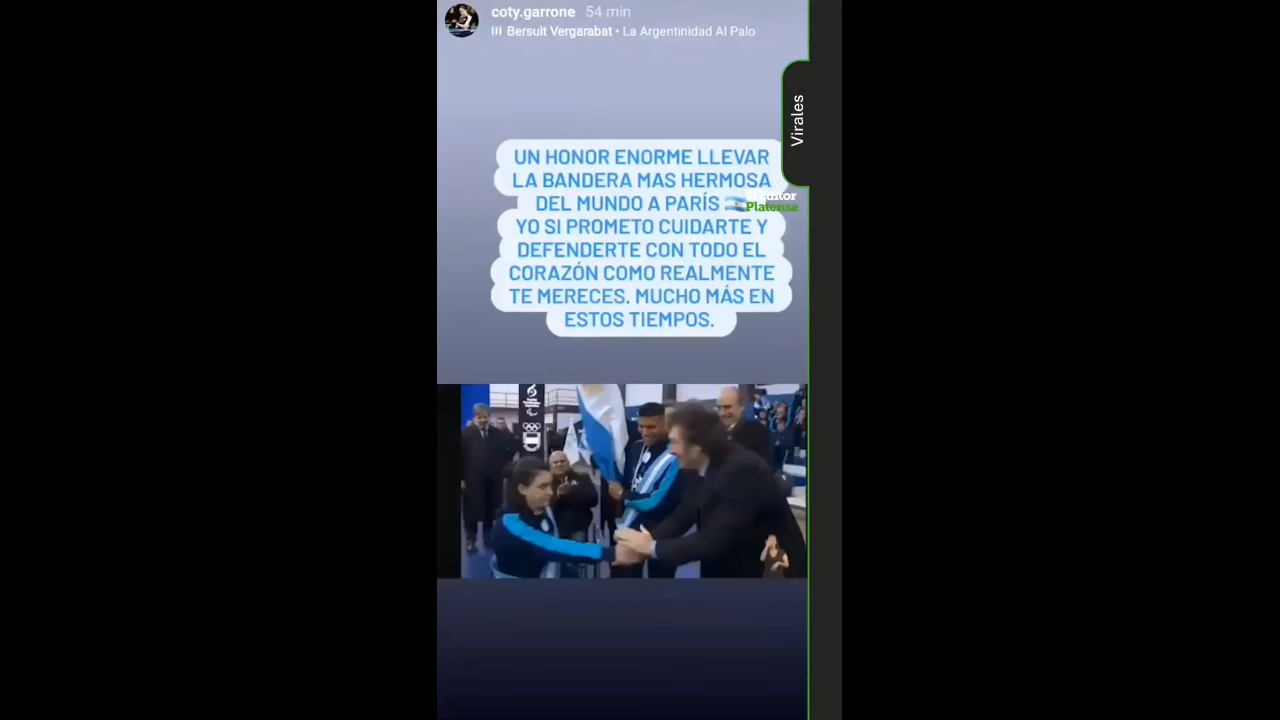 coty.garrone 54 min
Bersuit Vergarabat • La Argentinidad Al Palo
Virales
UN HONOR ENORME LLEVAR
LA BANDERA MAS HERMOSA
DEL MUNDO A PARÍS
Platense
YO SI PROMETO CUIDARTE Y
DEFENDERTE CON TODO EL
CORAZÓN COMO REALMENTE
TE MERECES. MUCHO MÁS EN
ESTOS TIEMPOS.